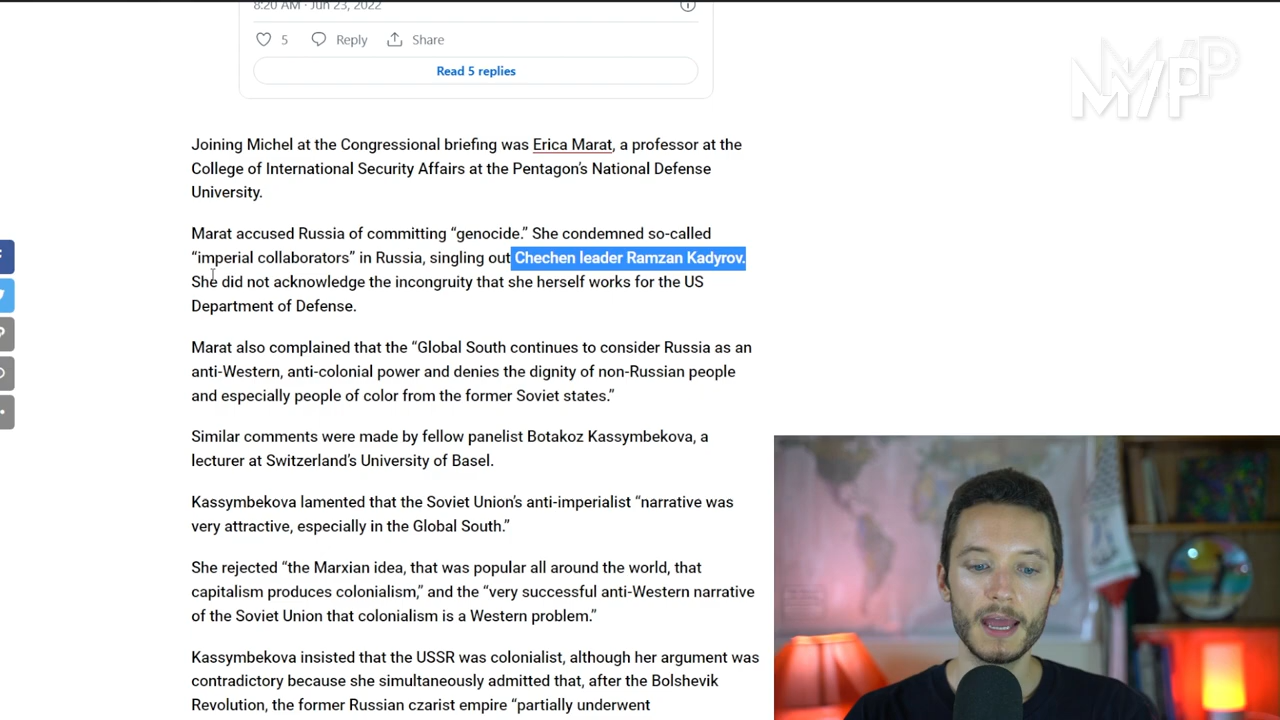 8:20 AM · Jun 23, 2022
5 Reply Share
Read 5 replies
Joining Michel at the Congressional briefing was Erica Marat, a professor at the
College of International Security Affairs at the Pentagon’s National Defense
University.
Marat accused Russia of committing “genocide.” She condemned so-called
“imperial collaborators” in Russia, singling out Chechen leader Ramzan Kadyrov.
She did not acknowledge the incongruity that she herself works for the US
Department of Defense.
Marat also complained that the “Global South continues to consider Russia as an
anti-Western, anti-colonial power and denies the dignity of non-Russian people
and especially people of color from the former Soviet states.”
Similar comments were made by fellow panelist Botakoz Kassymbekova, a
lecturer at Switzerland’s University of Basel.
Kassymbekova lamented that the Soviet Union’s anti-imperialist “narrative was
very attractive, especially in the Global South.”
She rejected “the Marxian idea, that was popular all around the world, that
capitalism produces colonialism,” and the “very successful anti-Western narrative
of the Soviet Union that colonialism is a Western problem.”
Kassymbekova insisted that the USSR was colonialist, although her argument was
contradictory because she simultaneously admitted that, after the Bolshevik
Revolution, the former Russian czarist empire “partially underwent